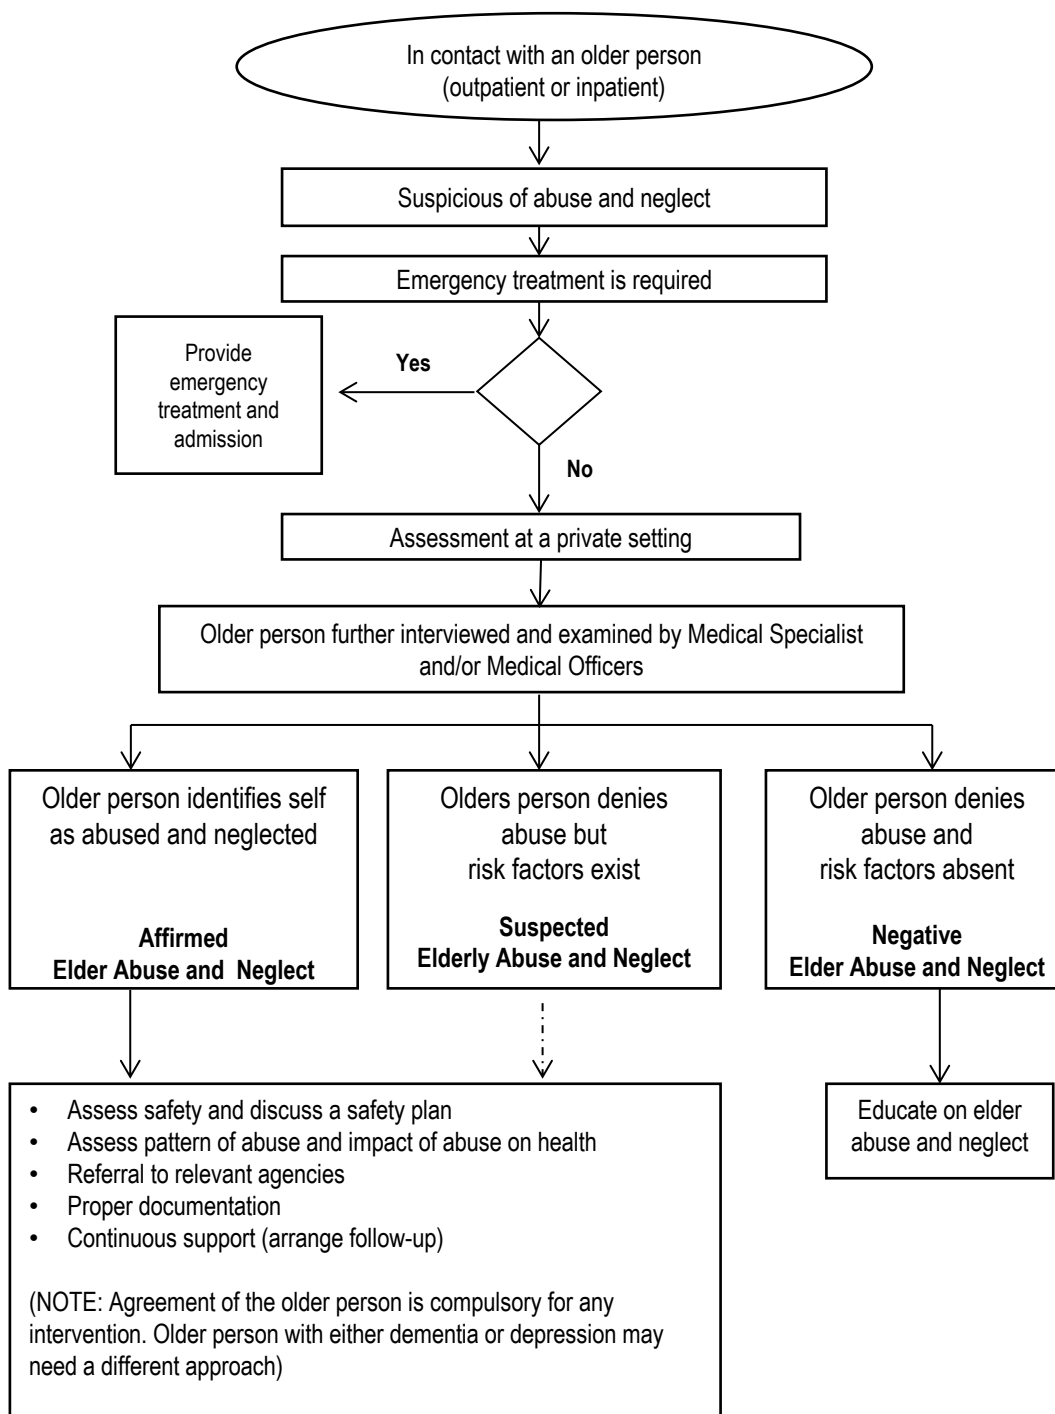 In contact with an older person
(outpatient or inpatient)
Suspicious of abuse and neglect
Emergency treatment is required
Provide
emergency
treatment and
admission
Yes
No
Assessment at a private setting
Older person further interviewed and examined by Medical Specialist
and/or Medical Officers
Older person identifies self
as abused and neglected
Affirmed
Elder Abuse and Neglect
Olders person denies
abuse but
risk factors exist
Suspected
Elderly Abuse and Neglect
Older person denies
abuse and
risk factors absent
Negative
Elder Abuse and Neglect
• Assess safety and discuss a safety plan
• Assess pattern of abuse and impact of abuse on health
• Referral to relevant agencies
• Proper documentation
• Continuous support (arrange follow-up)
(NOTE: Agreement of the older person is compulsory for any
intervention. Older person with either dementia or depression may
need a different approach)
Educate on elder
abuse and neglect